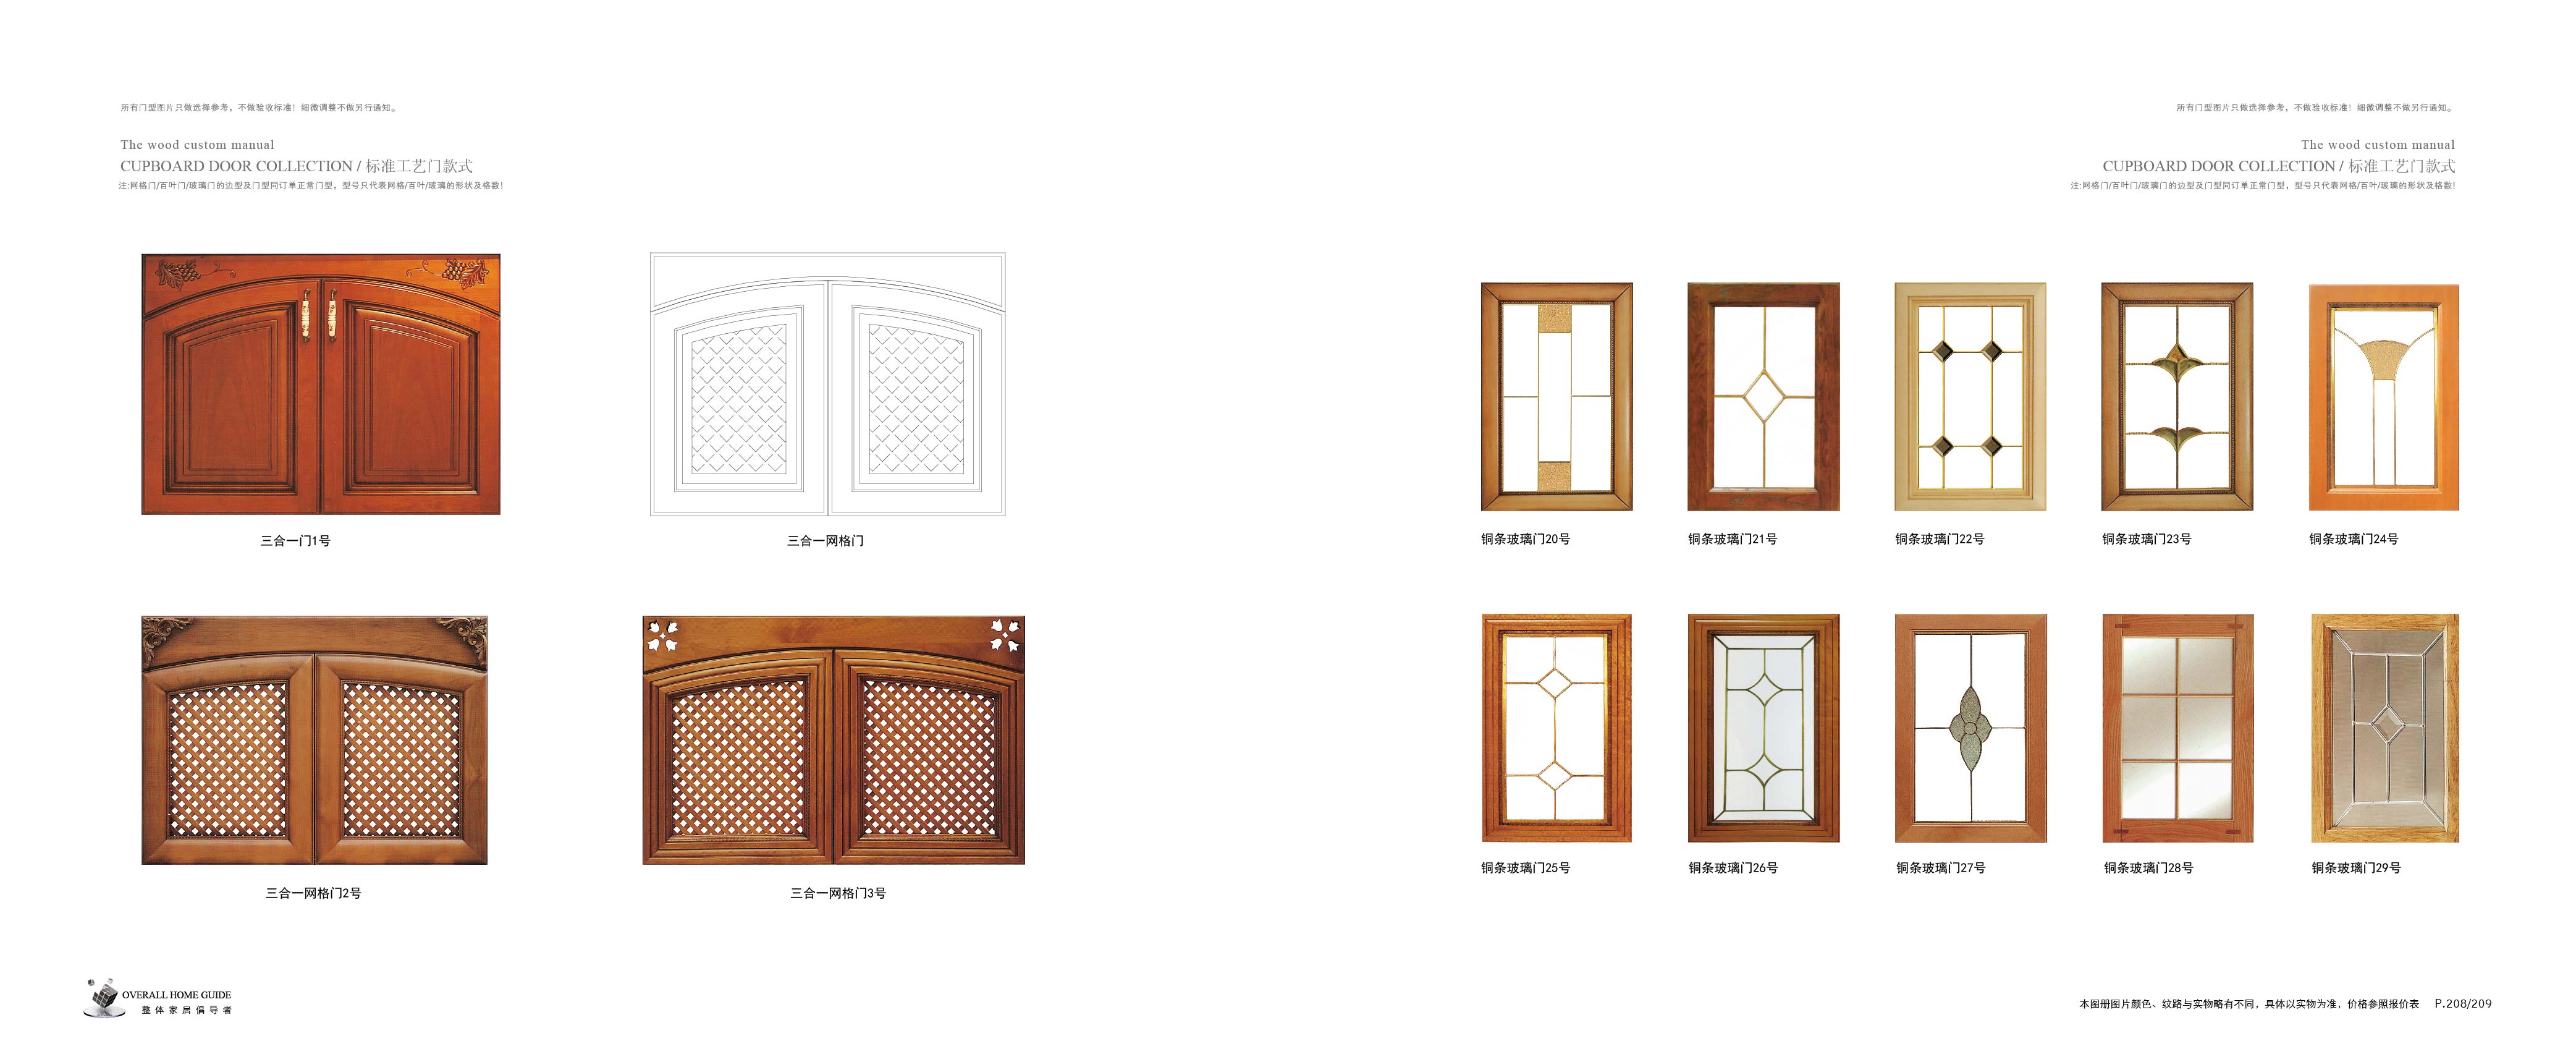 所有门型图片只做选择参考，不做验收标准！细微调整不做另行通知。
The wood custom manual
CUPBOARD DOOR COLLECTION / 标准工艺门款式
注:网格门/百叶门/玻璃门的边型及门型同订单正常门型，型号只代表网格/百叶/玻璃的形状及格数!
三合一门1号
三合一网格门
三合一网格门2号
三合一网格门3号
OVERALL HOME GUIDE
整体家居倡导者
所有门型图片只做选择参考，不做验收标准！细微调整不做另行通知。
The wood custom manual
CUPBOARD DOOR COLLECTION / 标准工艺门款式
注:网格门/百叶门/玻璃门的边型及门型同订单正常门型，型号只代表网格/百叶/玻璃的形状及格数!
铜条玻璃门20号
铜条玻璃门21号
铜条玻璃门22号
铜条玻璃门23号
铜条玻璃门24号
铜条玻璃门25号
铜条玻璃门26号
铜条玻璃门27号
铜条玻璃门28号
铜条玻璃门29号
本图册图片颜色、纹路与实物略有不同，具体以实物为准，价格参照报价表 P.208/209